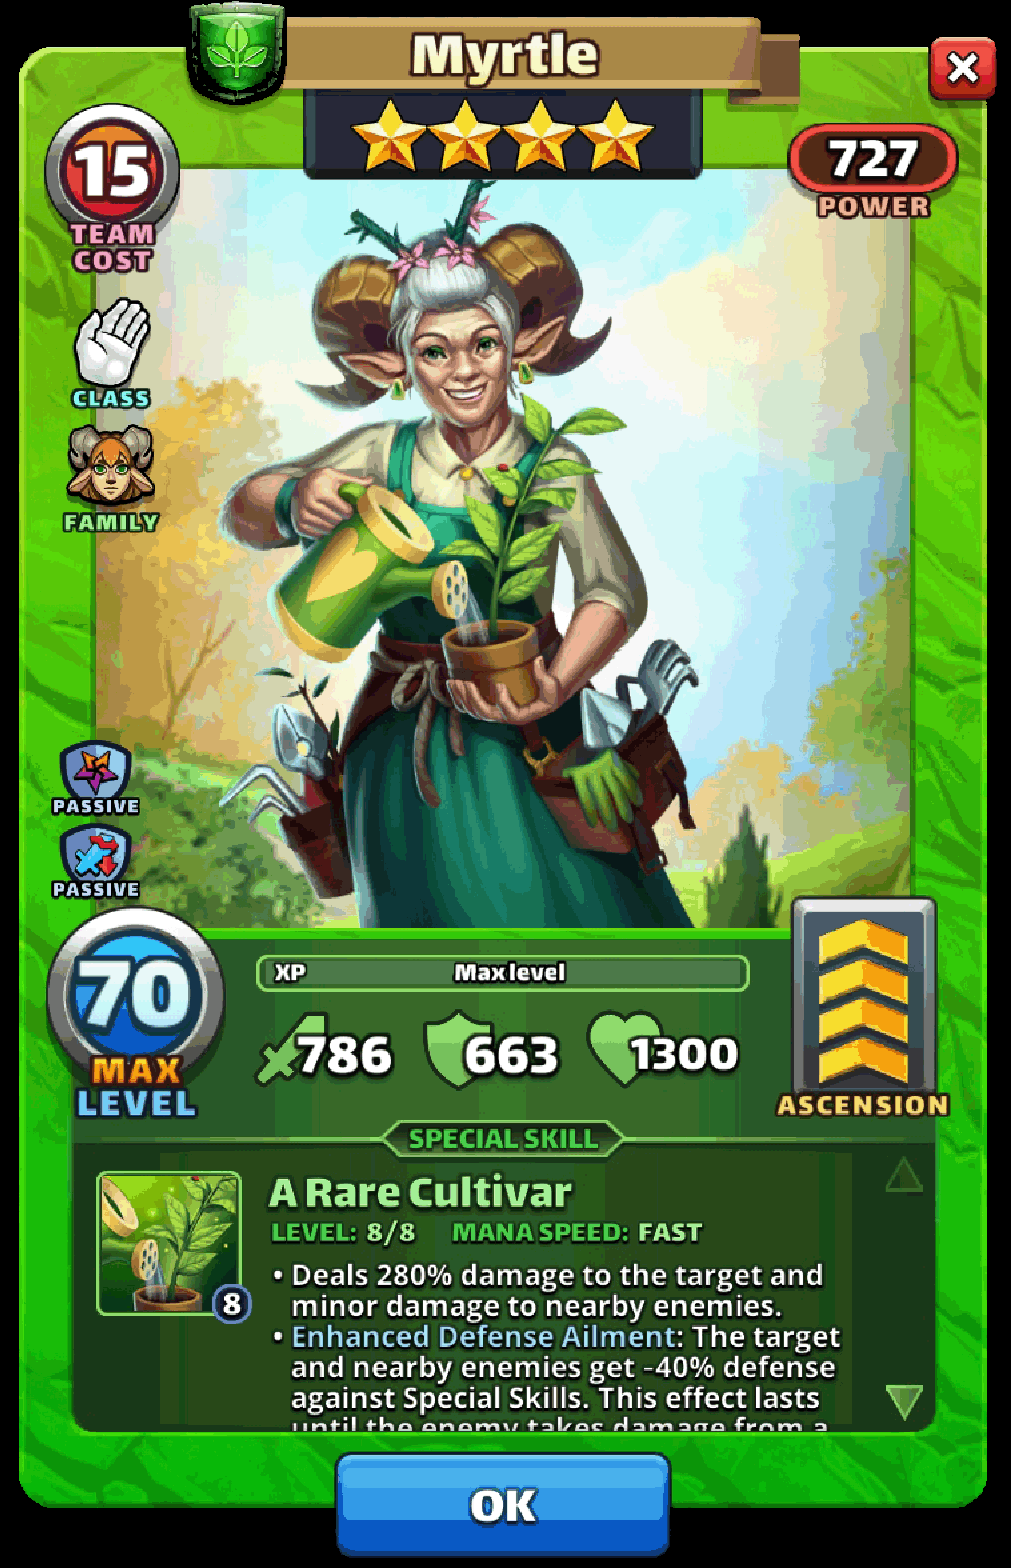 Myrtle
15
TEAM
COST
727
POWER
CLASS
FAMILY
PASSIVE
PASSIVE
70
MAX
LEVEL
XP Max level
786 663 1300
ASCENSION
SPECIAL SKILL
A Rare Cultivar
LEVEL: 8/8 MANA SPEED: FAST
8
• Deals 280% damage to the target and
minor damage to nearby enemies.
• Enhanced Defense Ailment: The target
and nearby enemies get -40% defense
against Special Skills. This effect lasts
until the enemy takes damage from a
OK